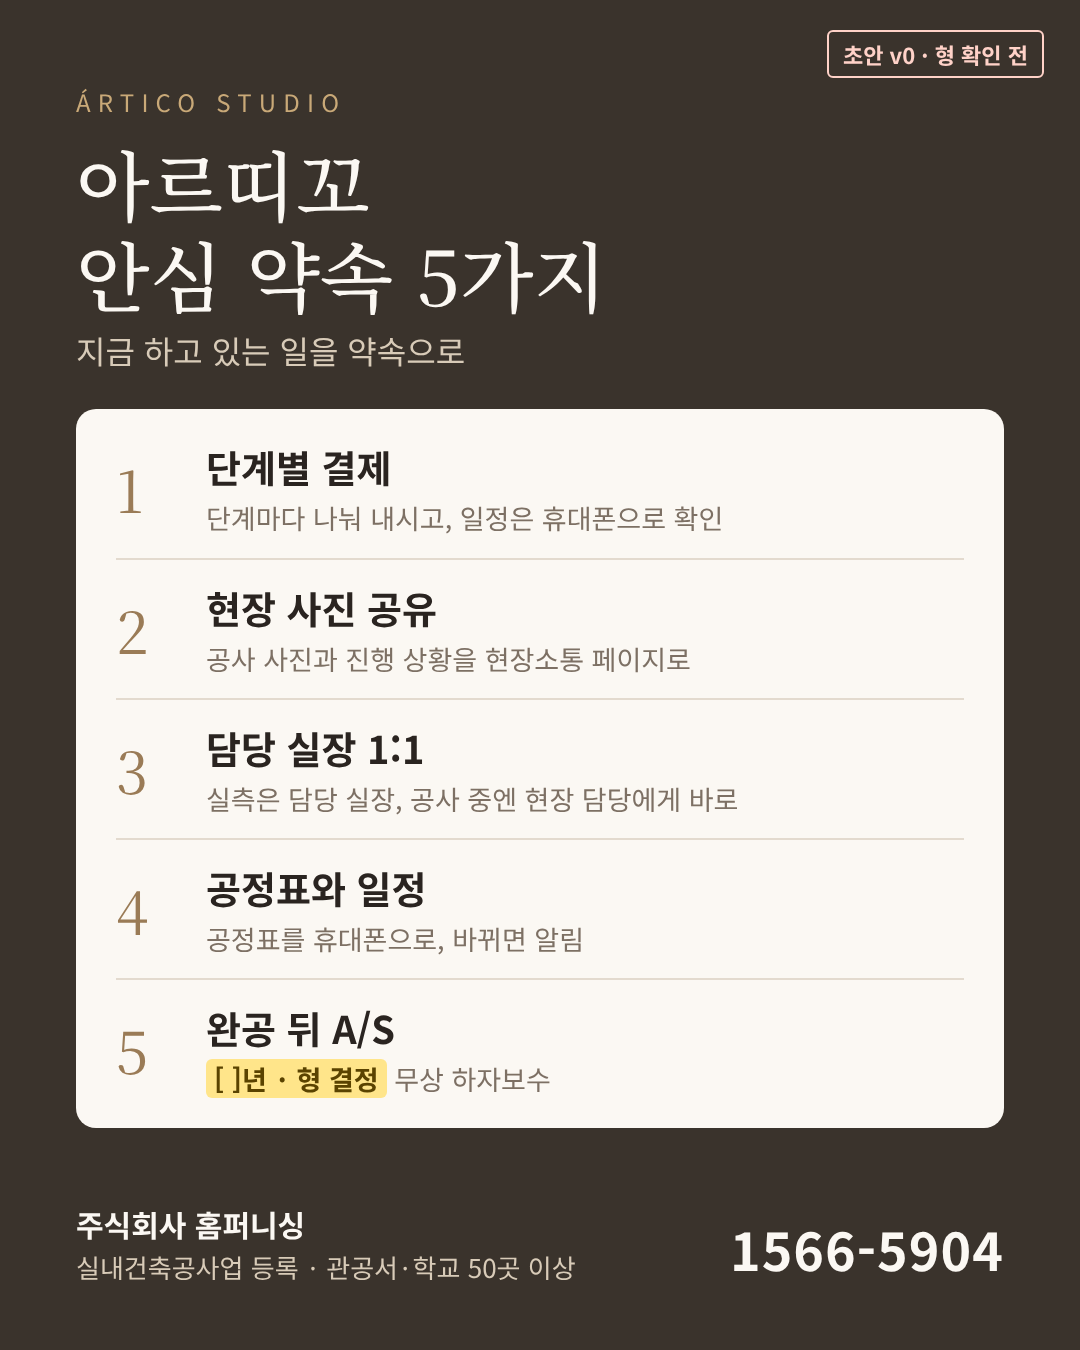 초안 v0 · 형 확인 전
ÁRTICO STUDIO
아르띠꼬
안심 약속 5가지
지금 하고 있는 일을 약속으로
1
단계별 결제
단계마다 나눠 내시고, 일정은 휴대폰으로 확인
2
현장 사진 공유
공사 사진과 진행 상황을 현장소통 페이지로
3
담당 실장 1:1
실측은 담당 실장, 공사 중엔 현장 담당에게 바로
4
공정표와 일정
공정표를 휴대폰으로, 바뀌면 알림
5
완공 뒤 A/S
[ ]년 · 형 결정 무상 하자보수
주식회사 홈퍼니싱
실내건축공사업 등록 · 관공서·학교 50곳 이상
1566-5904